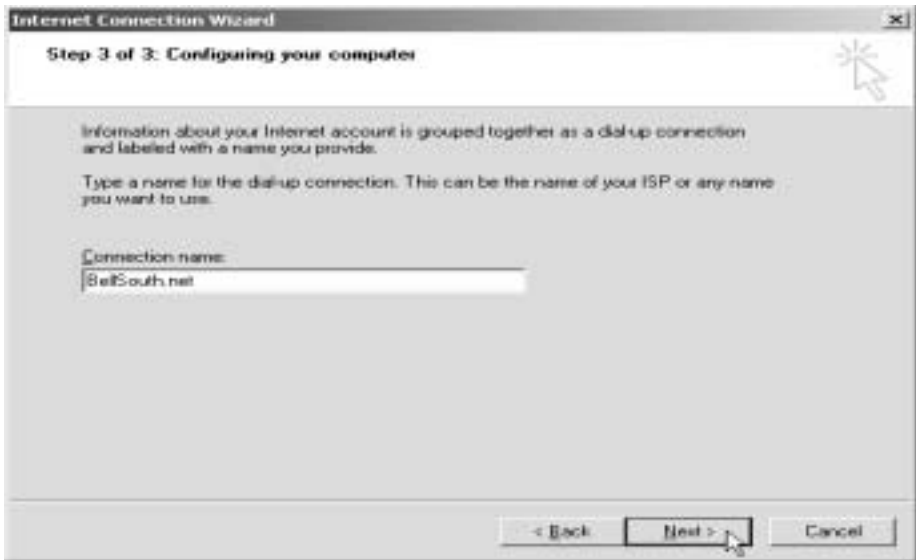 Internet Connection Wizard
Step 3 of 3: Configuring your computer
Information about your Internet account is grouped together as a dial-up connection
and labeled with a name you provide.
Type a name for the dial-up connection. This can be the name of your ISP or any name
you want to use.
Connection name:
BellSouth.net
< Back
Next >
Cancel